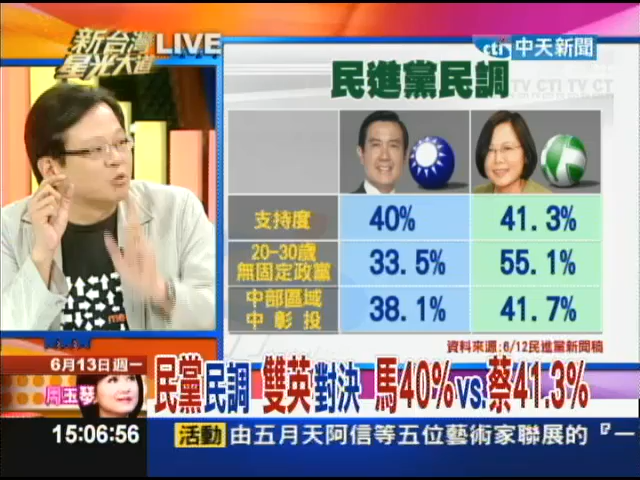 新台灣
星光大道
LIVE
cti 中天新聞
TV CTI TV CT
民進黨民調
支持度 40% 41.3%
20-30歲
無固定政黨 33.5% 55.1%
中部區域
中彰投 38.1% 41.7%
資料來源:6/12民進黨新聞稿
6月13日週一
民黨民調 雙英對決 馬40%vs.蔡41.3%
周玉琴
15:06:56
活動 由五月天阿信等五位藝術家聯展的『一